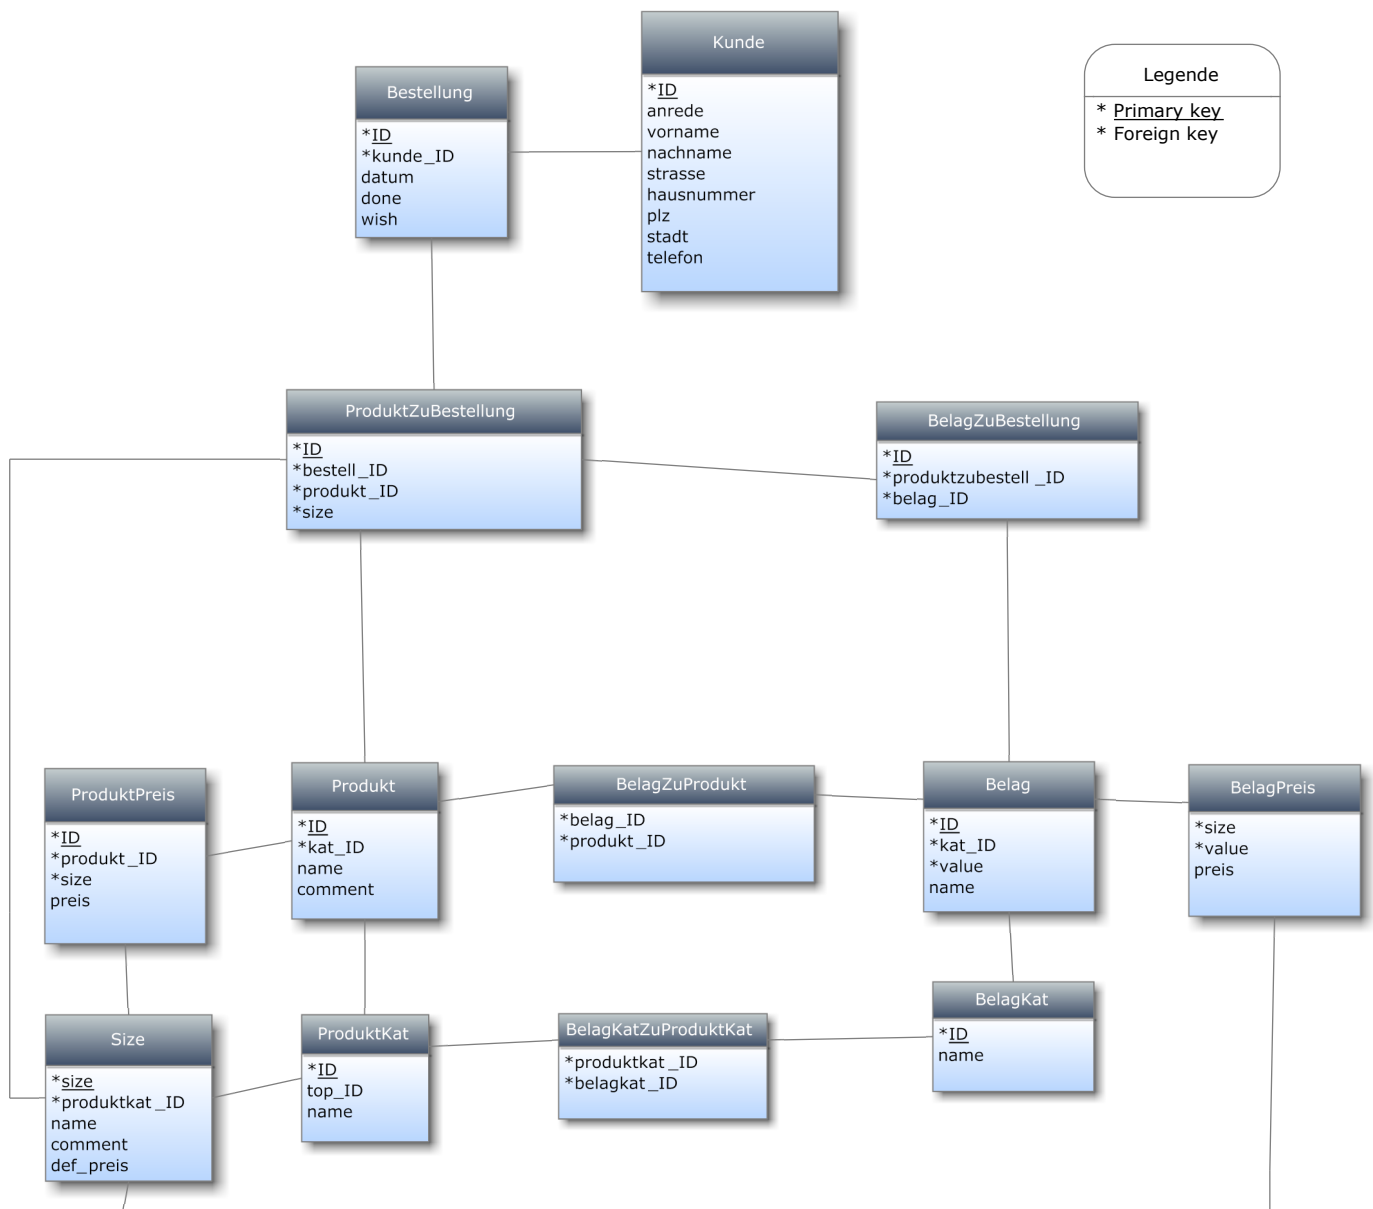 Kunde
*ID
anrede
vorname
nachname
strasse
hausnummer
plz
stadt
telefon
Bestellung
*ID
*kunde_ID
datum
done
wish
Legende
* Primary key
* Foreign key
ProduktZuBestellung
*ID
*bestell_ID
*produkt_ID
*size
BelagZuBestellung
*ID
*produktzubestell _ID
*belag_ID
ProduktPreis
*ID
*produkt_ID
*size
preis
Produkt
*ID
*kat_ID
name
comment
BelagZuProdukt
*belag_ID
*produkt_ID
Belag
*ID
*kat_ID
*value
name
BelagPreis
*size
*value
preis
Size
*size
*produktkat_ID
name
comment
def_preis
ProduktKat
*ID
top_ID
name
BelagKatZuProduktKat
*produktkat_ID
*belagkat_ID
BelagKat
*ID
name